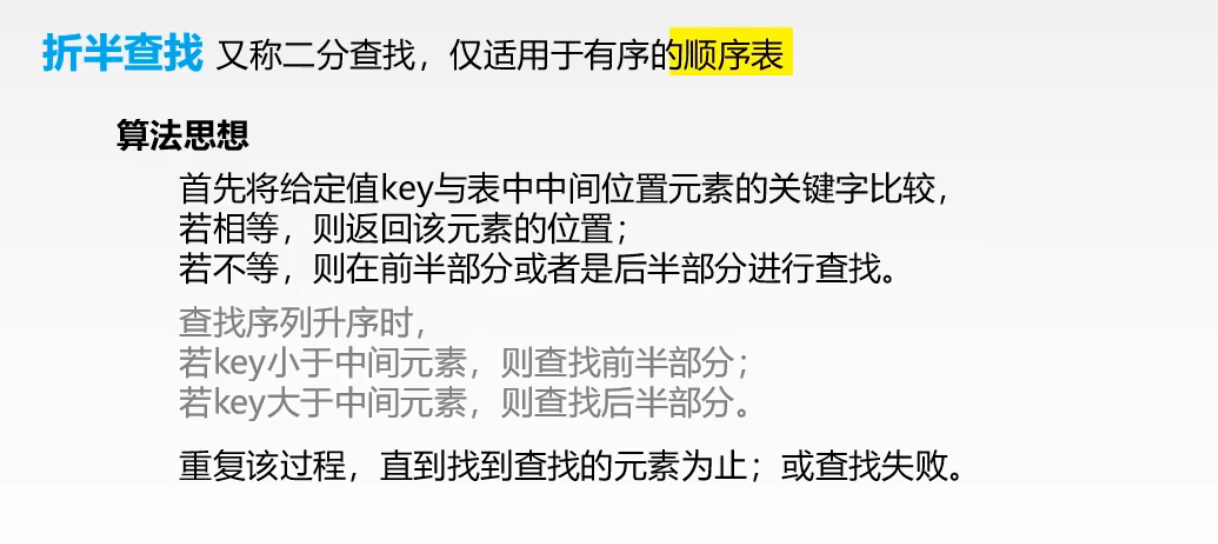 折半查找 又称二分查找，仅适用于有序的顺序表
算法思想
首先将给定值key与表中中间位置元素的关键字比较，
若相等，则返回该元素的位置；
若不等，则在前半部分或者是后半部分进行查找。
查找序列升序时，
若key小于中间元素，则查找前半部分；
若key大于中间元素，则查找后半部分。
重复该过程，直到找到查找的元素为止；或查找失败。